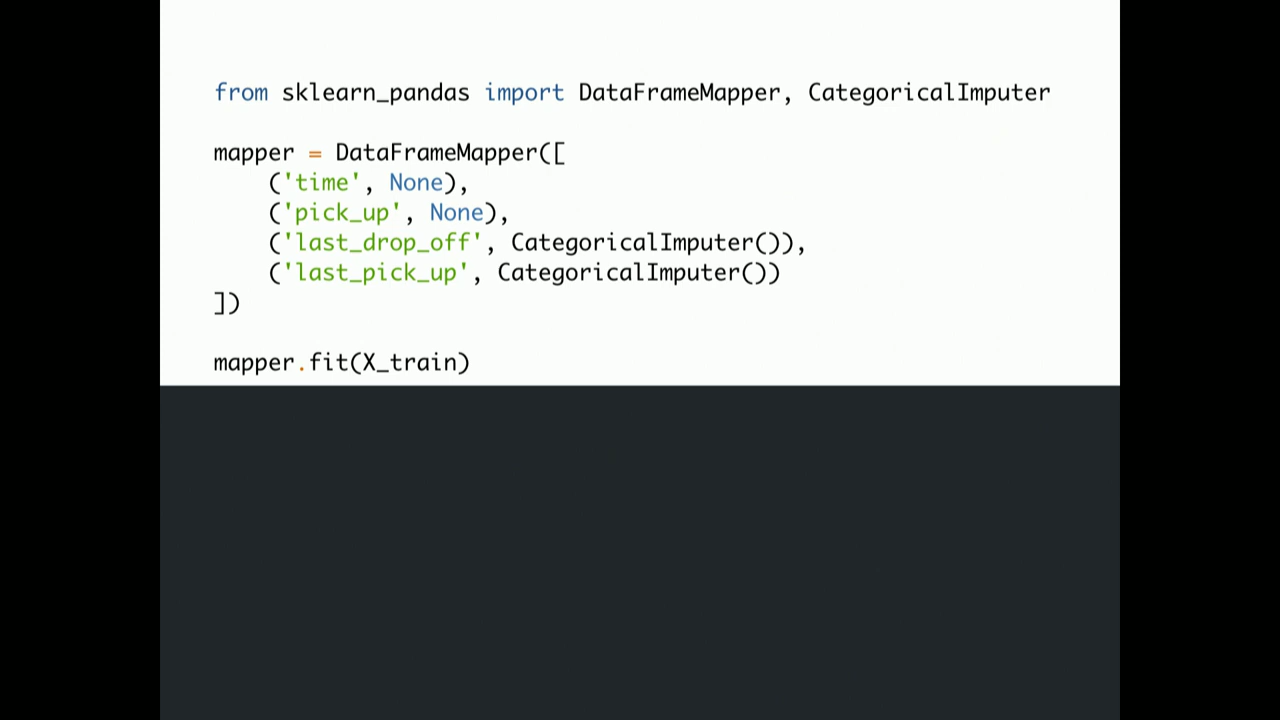 from sklearn_pandas import DataFrameMapper, CategoricalImputer
mapper = DataFrameMapper([
    ('time', None),
    ('pick_up', None),
    ('last_drop_off', CategoricalImputer()),
    ('last_pick_up', CategoricalImputer())
])
mapper.fit(X_train)